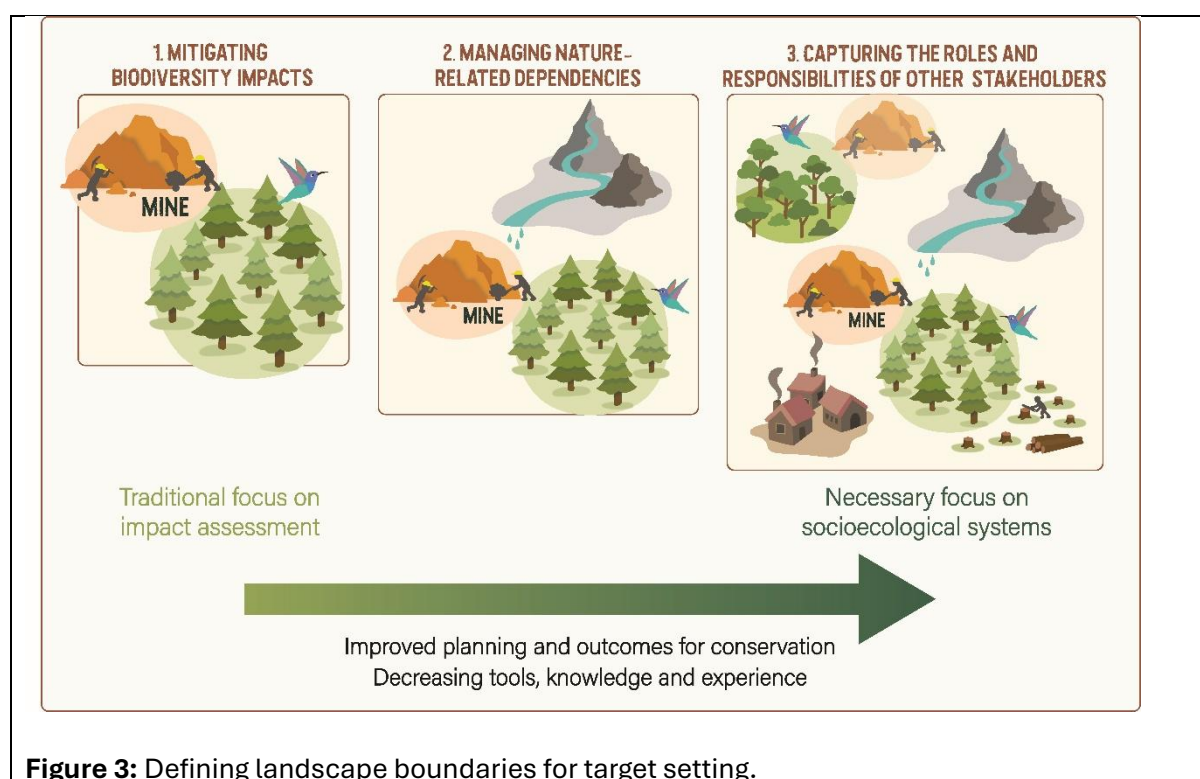 1. MITIGATING
BIODIVERSITY IMPACTS
2. MANAGING NATURE-
RELATED DEPENDENCIES
3. CAPTURING THE ROLES AND
RESPONSIBILITIES OF OTHER STAKEHOLDERS
MINE
MINE
MINE
Traditional focus on
impact assessment
Necessary focus on
socioecological systems
Improved planning and outcomes for conservation
Decreasing tools, knowledge and experience
Figure 3: Defining landscape boundaries for target setting.